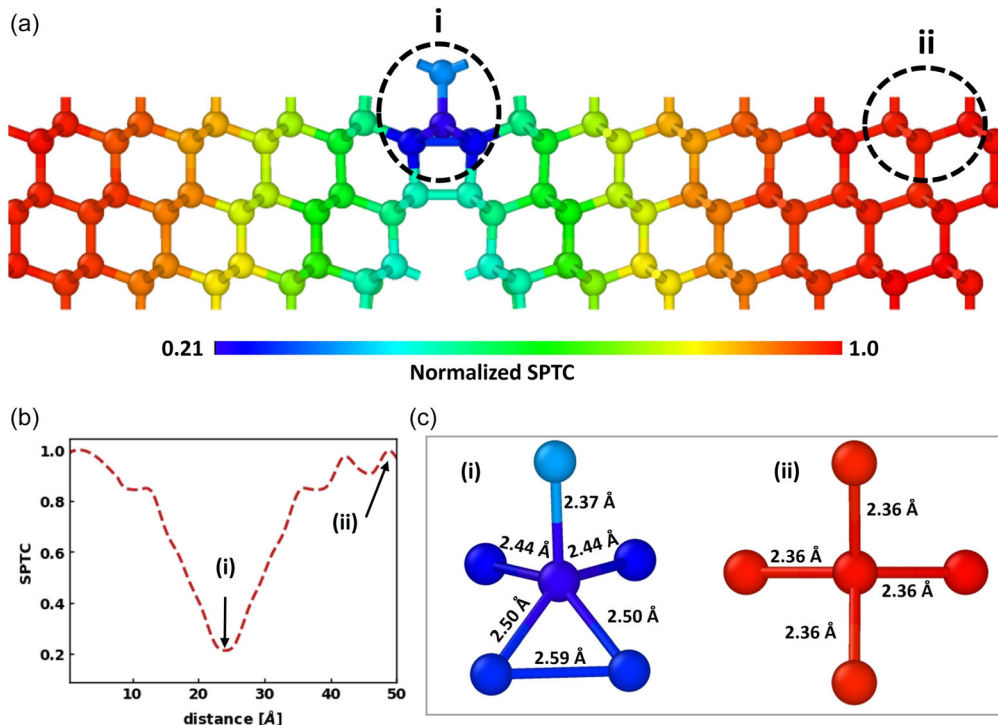 (a)
i
ii
0.21
1.0
Normalized SPTC
(b)
1.0
0.8
0.6
0.4
0.2
SPTC
(i)
(ii)
10 20 30 40 50
distance [Å]
(c)
(i)
2.37 Å
2.44 Å
2.44 Å
2.50 Å
2.50 Å
2.59 Å
(ii)
2.36 Å
2.36 Å
2.36 Å
2.36 Å